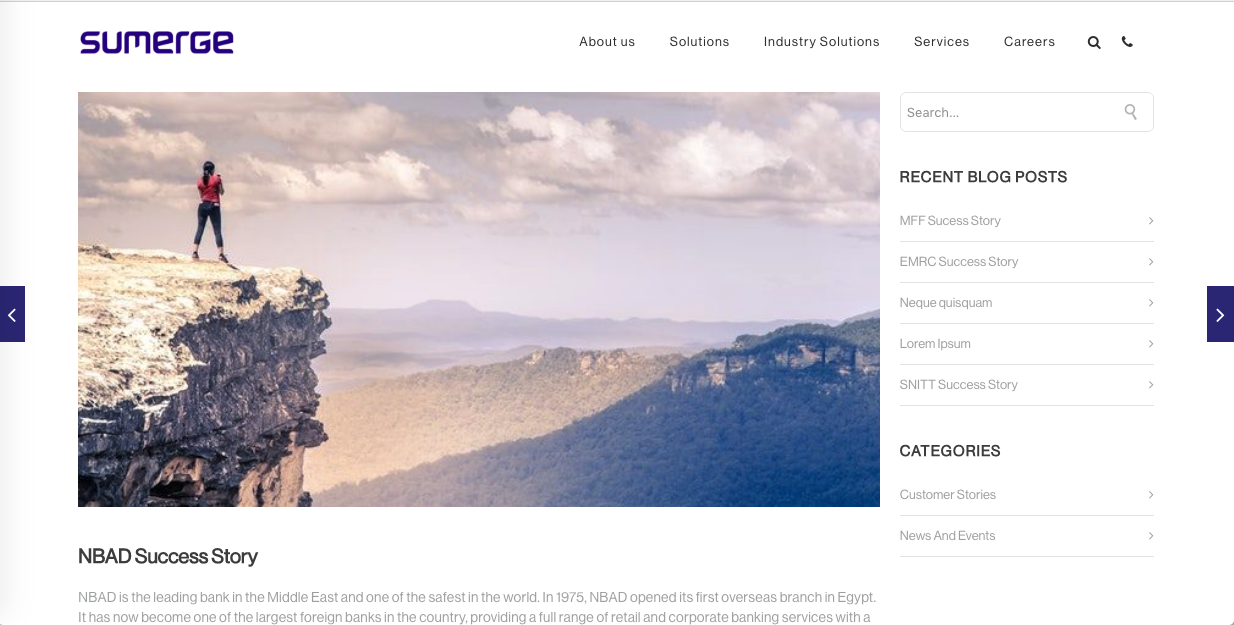 sumerge
About us Solutions Industry Solutions Services Careers
Search...
RECENT BLOG POSTS
MFF Sucess Story
EMRC Success Story
Neque quisquam
Lorem Ipsum
SNITT Success Story
CATEGORIES
Customer Stories
News And Events
NBAD Success Story
NBAD is the leading bank in the Middle East and one of the safest in the world. In 1975, NBAD opened its first overseas branch in Egypt.
It has now become one of the largest foreign banks in the country, providing a full range of retail and corporate banking services with a